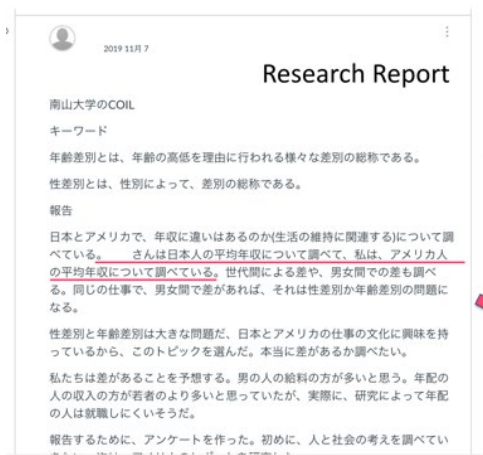 2019 11月 7
Research Report
南山大学のCOIL
キーワード
年齢差別とは、年齢の高低を理由に行われる様々な差別の総称である。
性差別とは、性別によって、差別の総称である。
報告
日本とアメリカで、年収に違いはあるのか(生活の維持に関連する)について調
べている。 さんは日本人の平均年収について調べて、私は、アメリカ人
の平均年収について調べている。世代間による差や、男女間での差も調べ
る。同じの仕事で、男女間で差があれば、それは性差別か年齢差別の問題に
なる。
性差別と年齢差別は大きな問題だ、日本とアメリカの仕事の文化に興味を持
っているから、このトピックを選んだ。本当に差があるか調べたい。
私たちは差があることを予想する。男の人の給料の方が多いと思う。年配の
人の収入の方が若者のより多いと思っていたが、実際に、研究によって年配
の人は就職しにくいそうだ。
報告するために、アンケートを作った。初めに、人と社会の考えを調べてい